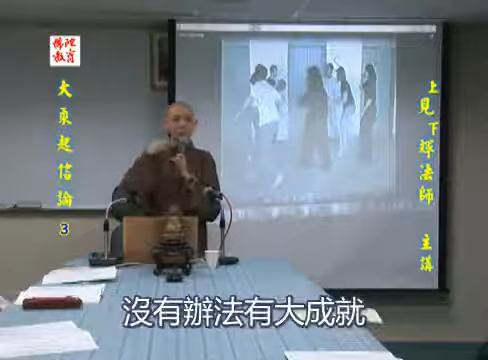 佛陀
教育
大乘起信論
3
上見下輝法師 主講
沒有辦法有大成就